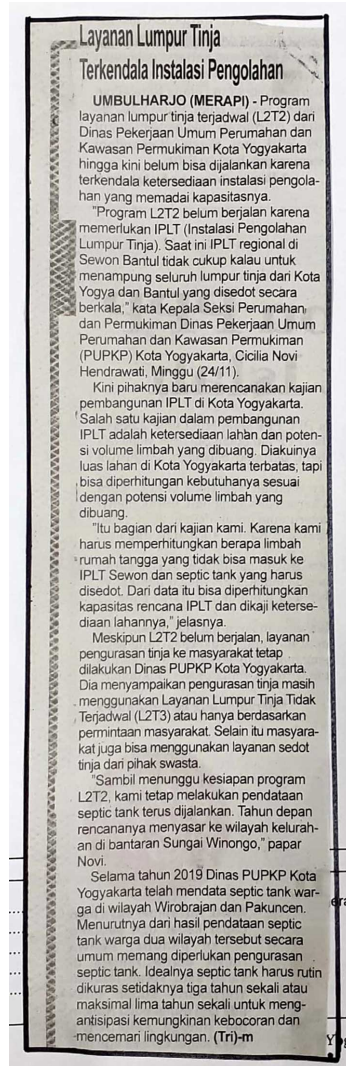 Layanan Lumpur Tinja
Terkendala Instalasi Pengolahan
UMBULHARJO (MERAPI) - Program
layanan lumpur tinja terjadwal (L2T2) dari
Dinas Pekerjaan Umum Perumahan dan
Kawasan Permukiman Kota Yogyakarta
hingga kini belum bisa dijalankan karena
terkendala ketersediaan instalasi pengola-
han yang memadai kapasitasnya.
"Program L2T2 belum berjalan karena
memerlukan IPLT (Instalasi Pengolahan
Lumpur Tinja). Saat ini IPLT regional di
Sewon Bantul tidak cukup kalau untuk
menampung seluruh lumpur tinja dari Kota
Yogya dan Bantul yang disedot secara
berkala," kata Kepala Seksi Perumahan
dan Permukiman Dinas Pekerjaan Umum
Perumahan dan Kawasan Permukiman
(PUPKP) Kota Yogyakarta, Cicilia Novi
Hendrawati, Minggu (24/11).
Kini pihaknya baru merencanakan kajian
pembangunan IPLT di Kota Yogyakarta.
Salah satu kajian dalam pembangunan
IPLT adalah ketersediaan lahan dan poten-
si volume limbah yang dibuang. Diakuinya
luas lahan di Kota Yogyakarta terbatas, tapi
bisa diperhitungan kebutuhanya sesuai
dengan potensi volume limbah yang
dibuang.
"Itu bagian dari kajian kami. Karena kami
harus memperhitungkan berapa limbah
rumah tangga yang tidak bisa masuk ke
IPLT Sewon dan septic tank yang harus
disedot. Dari data itu bisa diperhitungkan
kapasitas rencana IPLT dan dikaji keterse-
diaan lahannya," jelasnya.
Meskipun L2T2 belum berjalan, layanan
pengurasan tinja ke masyarakat tetap
dilakukan Dinas PUPKP Kota Yogyakarta.
Dia menyampaikan pengurasan tinja masih
menggunakan Layanan Lumpur Tinja Tidak
Terjadwal (L2T3) atau hanya berdasarkan
permintaan masyarakat. Selain itu masyara-
kat juga bisa menggunakan layanan sedot
tinja dari pihak swasta.
"Sambil menunggu kesiapan program
L2T2, kami tetap melakukan pendataan
septic tank terus dijalankan. Tahun depan
rencananya menyasar ke wilayah kelurah-
an di bantaran Sungai Winongo," papar
Novi.
Selama tahun 2019 Dinas PUPKP Kota
Yogyakarta telah mendata septic tank war-
ga di wilayah Wirobrajan dan Pakuncen.
Menurutnya dari hasil pendataan septic
tank warga dua wilayah tersebut secara
umum memang diperlukan pengurasan
septic tank. Idealnya septic tank harus rutin
dikuras setidaknya tiga tahun sekali atau
maksimal lima tahun sekali untuk meng-
antisipasi kemungkinan kebocoran dan
mencemari lingkungan. (Tri)-m